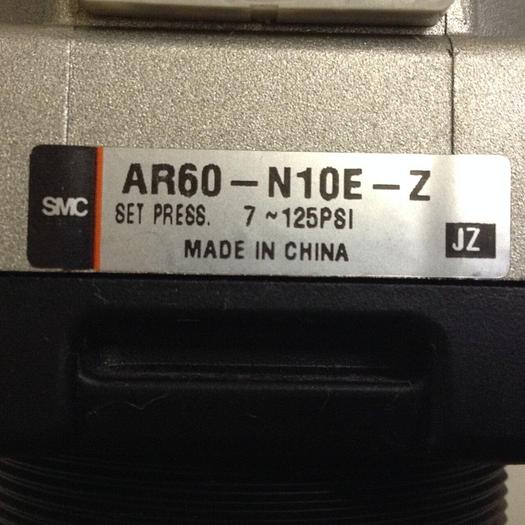 SMC
AR60-N10E-Z
SET PRESS. 7~125PSI
MADE IN CHINA
JZ